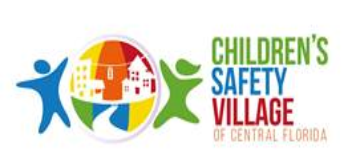 CHILDREN'S
SAFETY
VILLAGE
OF CENTRAL FLORIDA